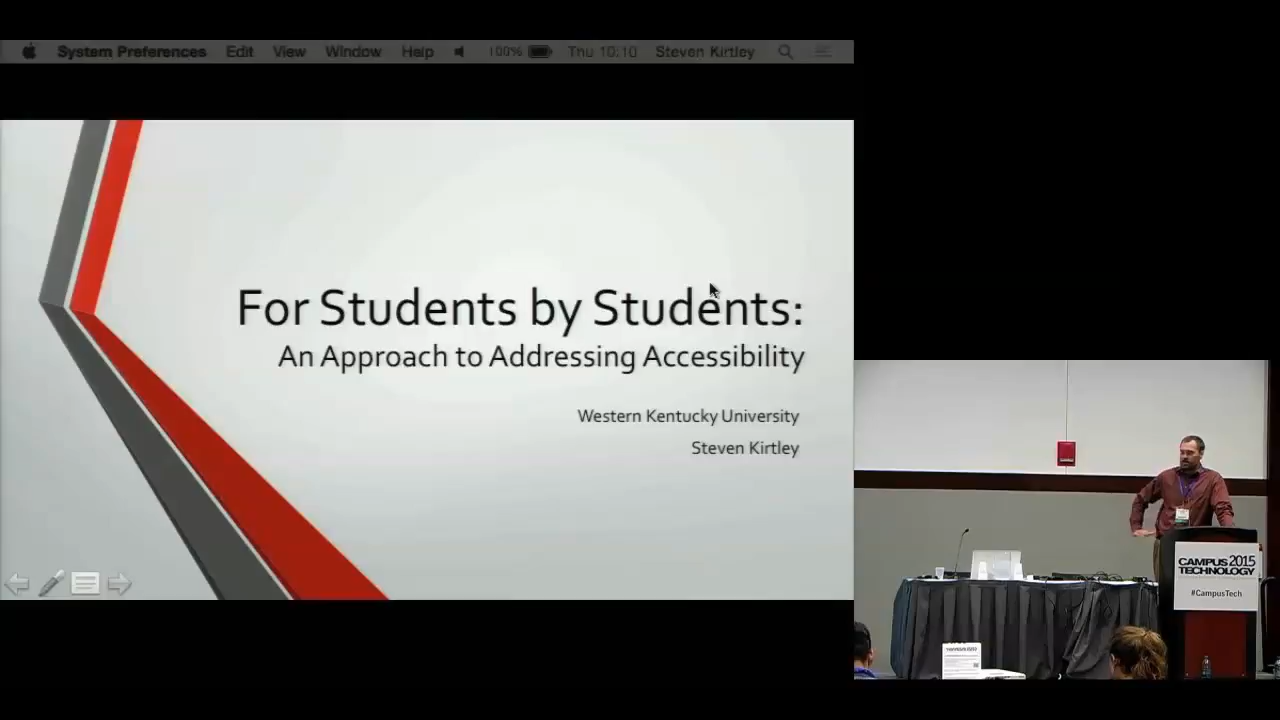 System Preferences Edit View Window Help 100% Thu 10:10 Steven Kirtley
For Students by Students:
An Approach to Addressing Accessibility
Western Kentucky University
Steven Kirtley
CAMPUS 2015
TECHNOLOGY
#CampusTech